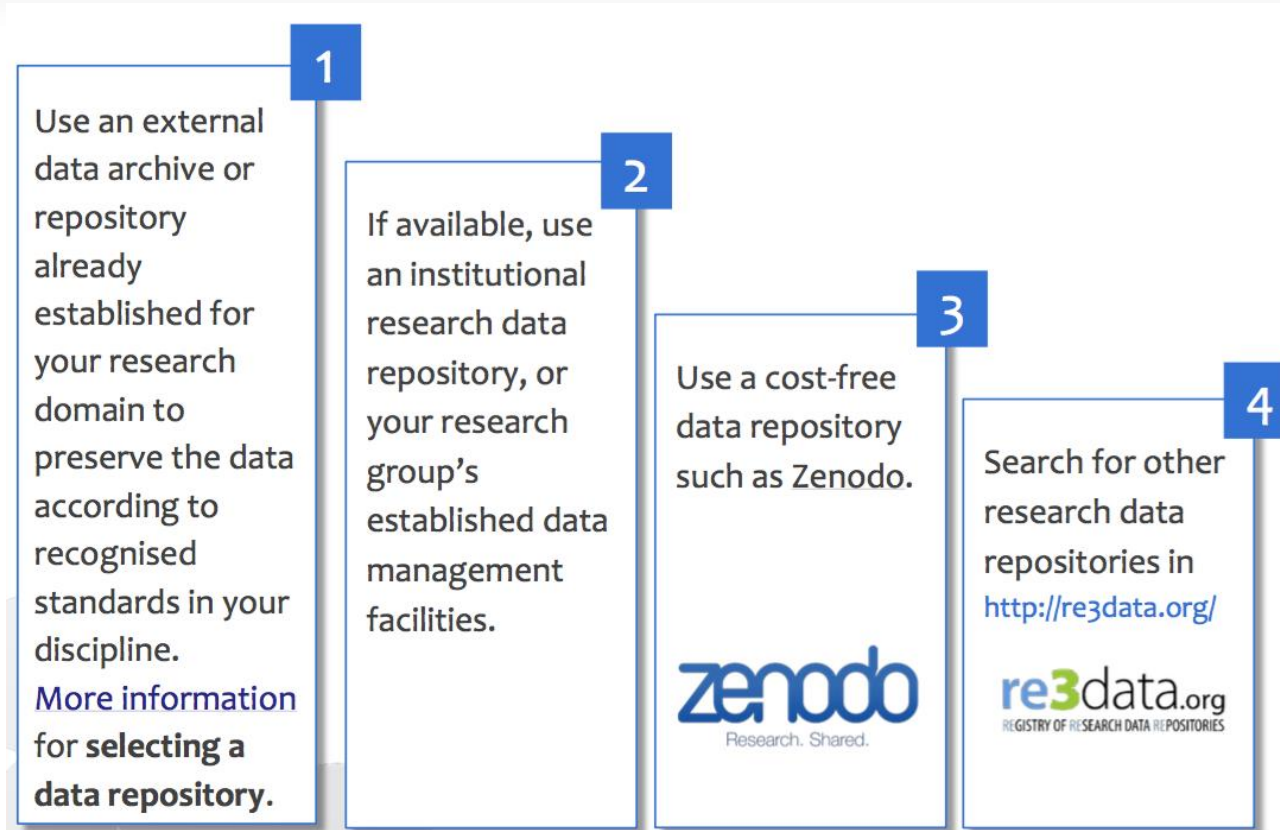 1
Use an external
data archive or
repository
already
established for
your research
domain to
preserve the data
according to
recognised
standards in your
discipline.
More information
for selecting a
data repository.
2
If available, use
an institutional
research data
repository, or
your research
group's
established data
management
facilities.
3
Use a cost-free
data repository
such as Zenodo.
zenodo
Research. Shared.
4
Search for other
research data
repositories in
http://re3data.org/
re3data.org
REGISTRY OF RESEARCH DATA REPOSITORIES